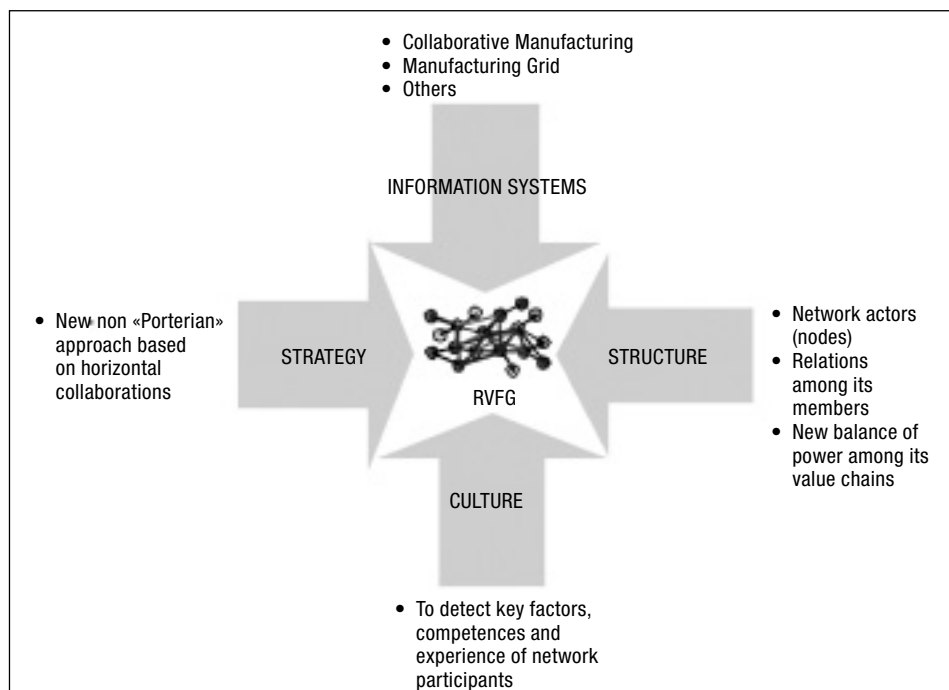 • Collaborative Manufacturing
• Manufacturing Grid
• Others
INFORMATION SYSTEMS
• New non «Porterian»
approach based
on horizontal
collaborations
STRATEGY
RVFG
STRUCTURE
• Network actors
(nodes)
• Relations
among its
members
• New balance of
power among its
value chains
CULTURE
• To detect key factors,
competences and
experience of network
participants